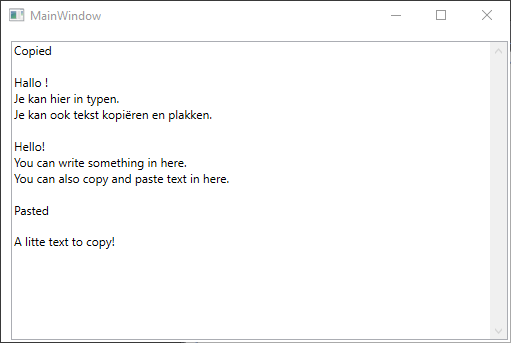 MainWindow
Copied
Hallo !
Je kan hier in typen.
Je kan ook tekst kopiëren en plakken.
Hello!
You can write something in here.
You can also copy and paste text in here.
Pasted
A litte text to copy!